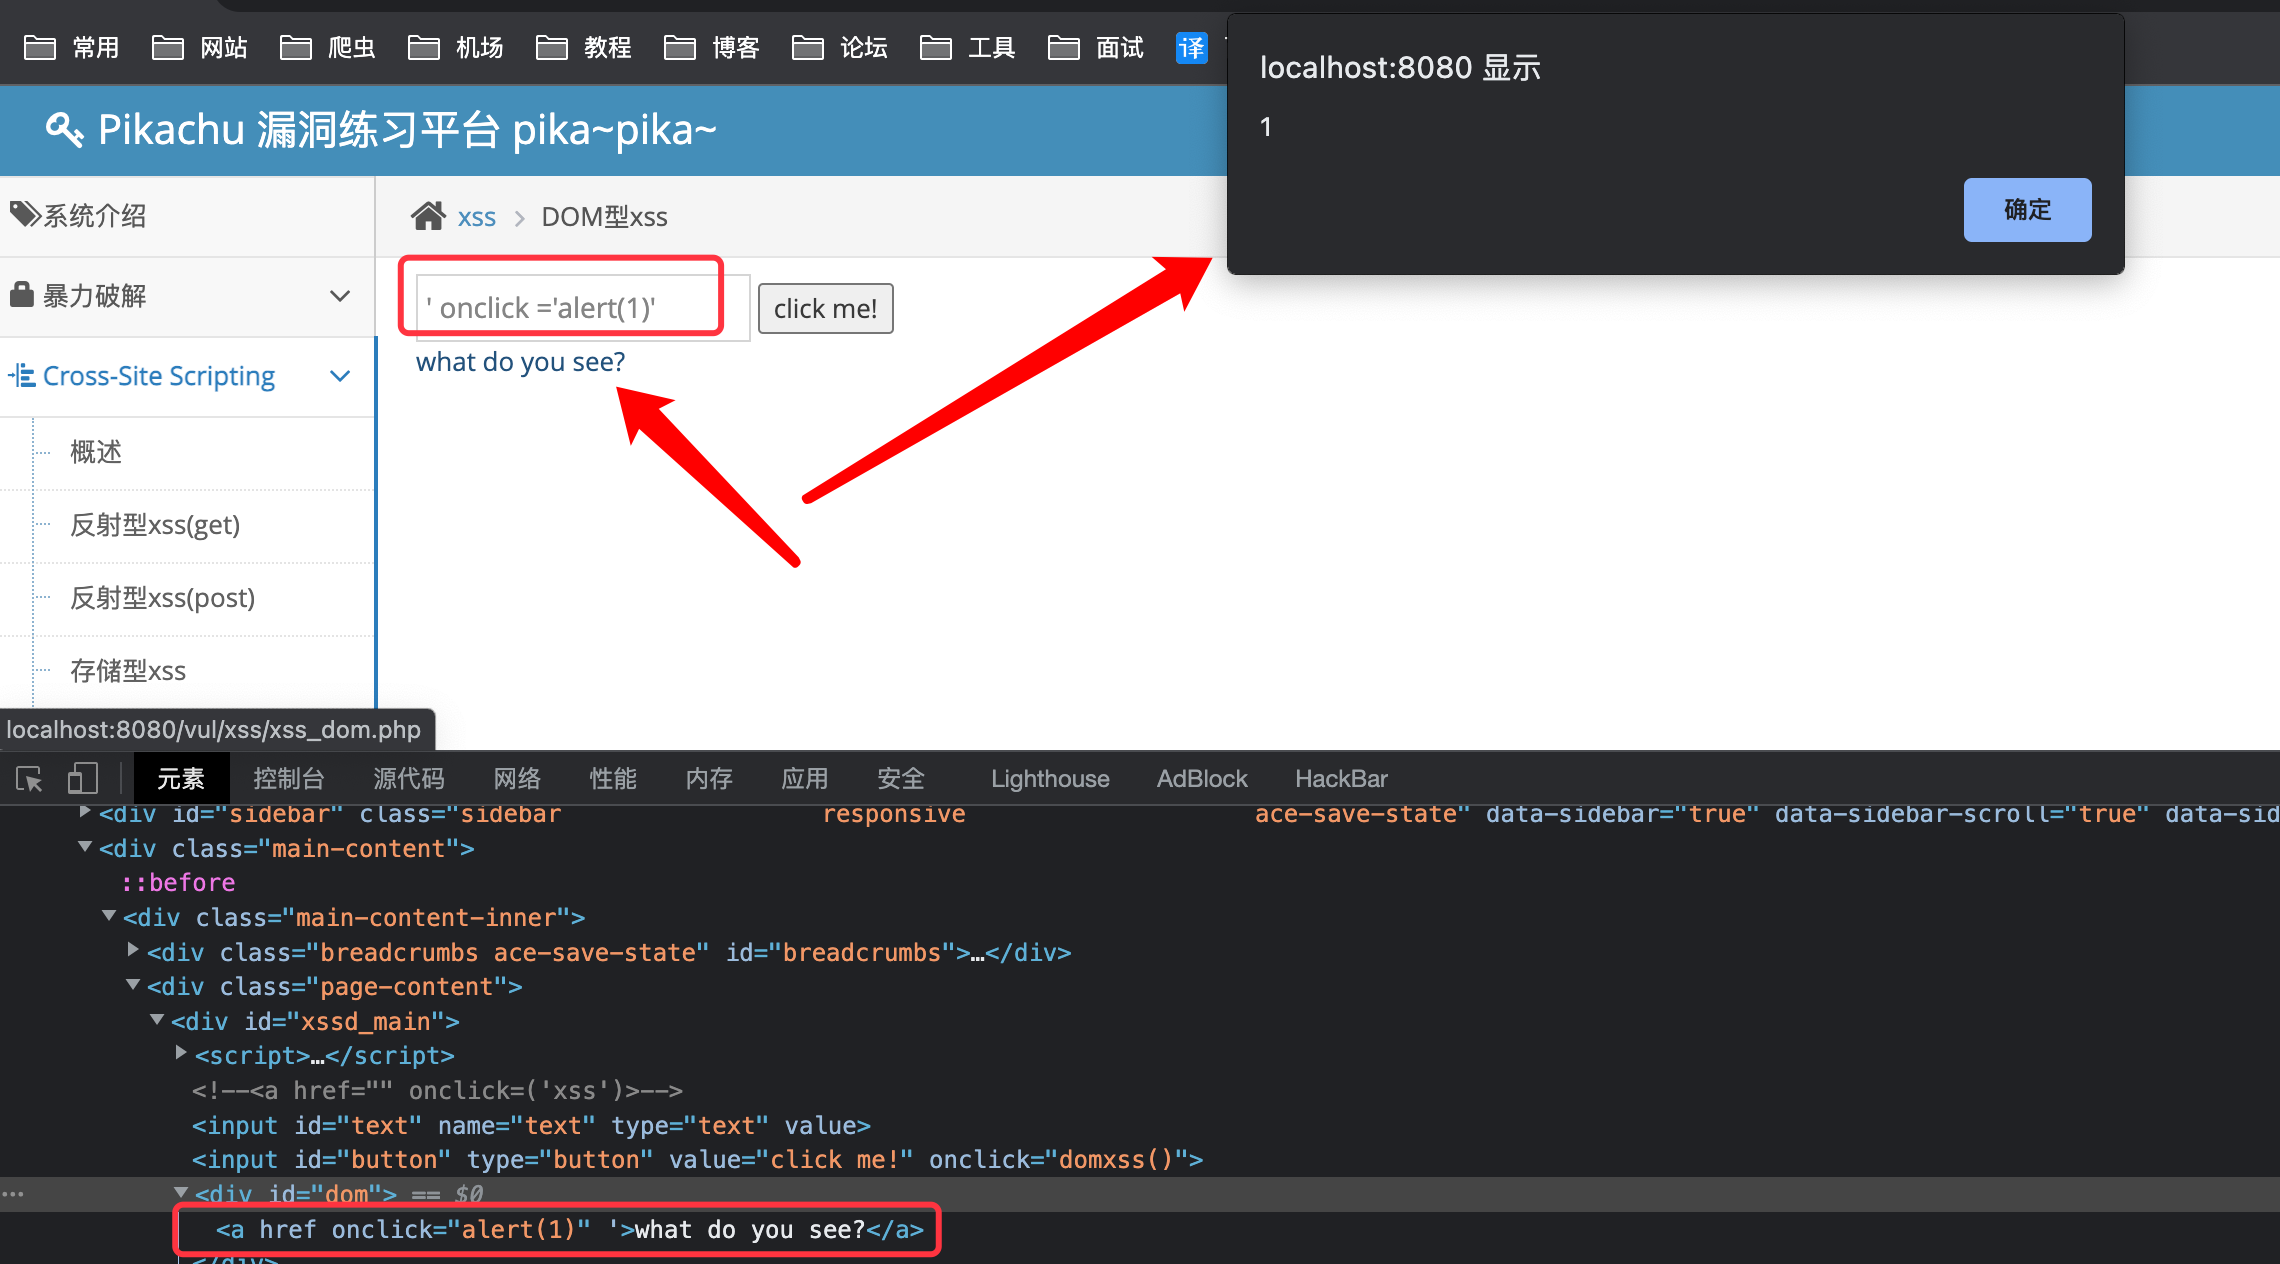 常用 网站 爬虫 机场 教程 博客 论坛 工具 面试 译
localhost:8080 显示
1
确定
Pikachu 漏洞练习平台 pika~pika~
系统介绍
暴力破解
Cross-Site Scripting
概述
反射型xss(get)
反射型xss(post)
存储型xss
xss > DOM型xss
' onclick ='alert(1)' click me!
what do you see?
localhost:8080/vul/xss/xss_dom.php
元素 控制台 源代码 网络 性能 内存 应用 安全 Lighthouse AdBlock HackBar
<div id="sidebar" class="sidebar responsive ace-save-state" data-sidebar="true" data-sidebar-scroll="true" data-sid
<div class="main-content">
::before
<div class="main-content-inner">
<div class="breadcrumbs ace-save-state" id="breadcrumbs">…</div>
<div class="page-content">
<div id="xssd_main">
<script>…</script>
<!--<a href="" onclick=('xss')>-->
<input id="text" name="text" type="text" value>
<input id="button" type="button" value="click me!" onclick="domxss()">
<div id="dom"> == $0
<a href onclick="alert(1)" '>what do you see?</a>
</div>